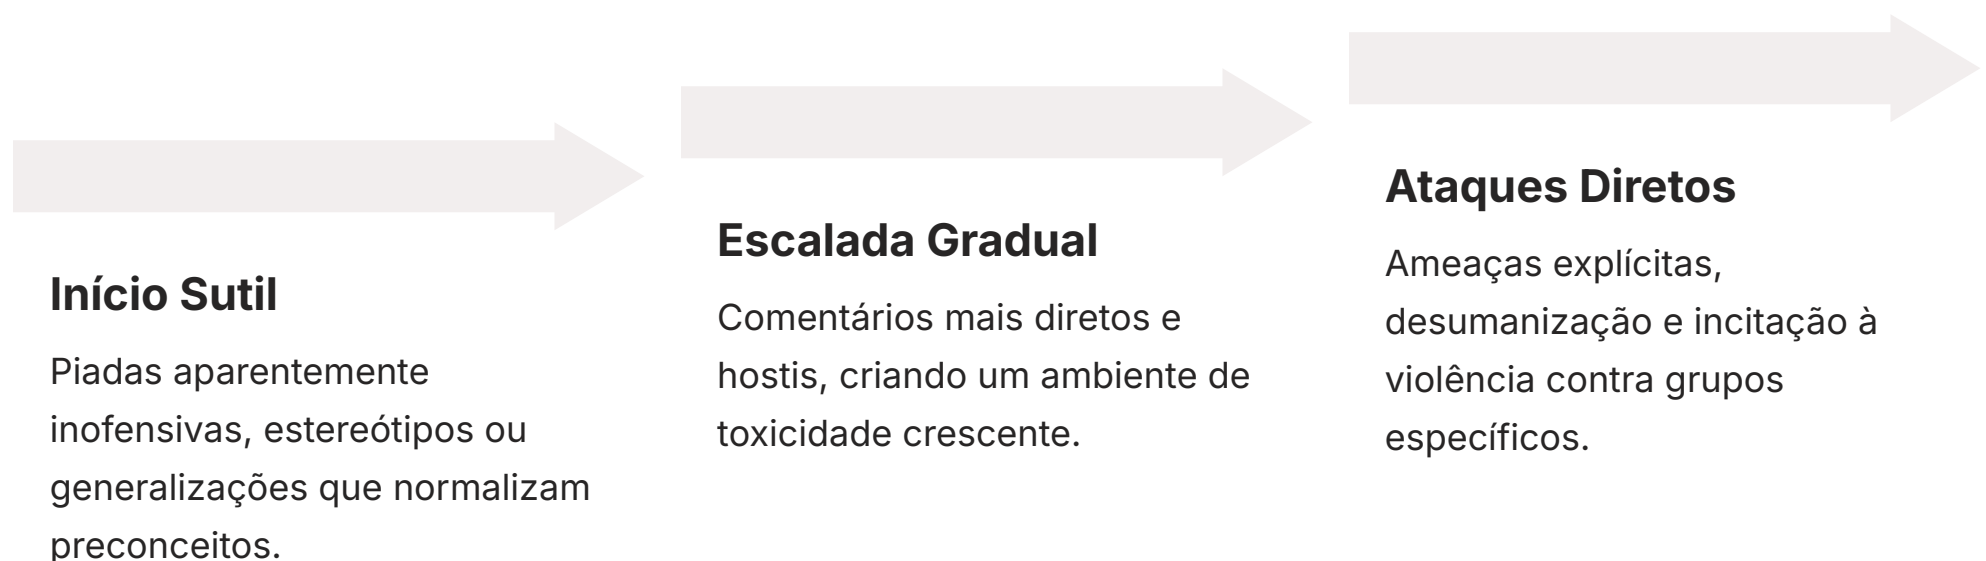 Início Sutil
Piadas aparentemente
inofensivas, estereótipos ou
generalizações que normalizam
preconceitos.
Escalada Gradual
Comentários mais diretos e
hostis, criando um ambiente de
toxicidade crescente.
Ataques Diretos
Ameaças explícitas,
desumanização e incitação à
violência contra grupos
específicos.